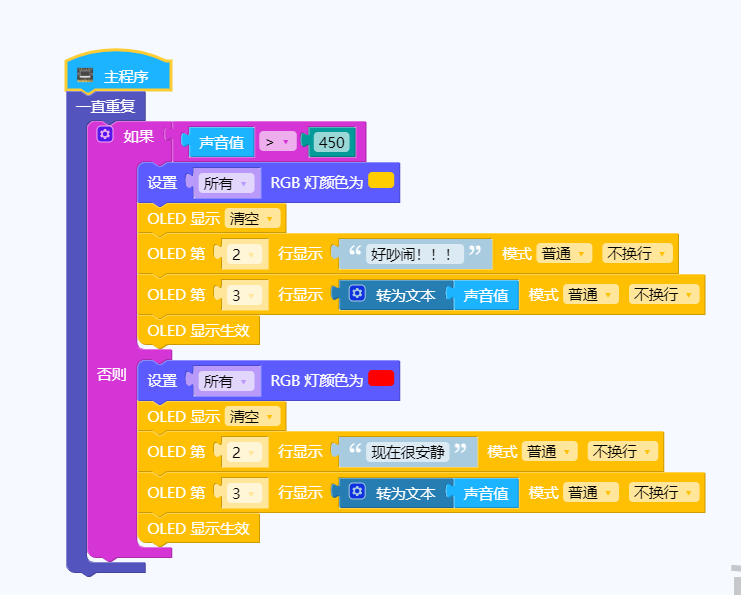 主程序
一直重复
如果 声音值 > 450
设置 所有 RGB 灯颜色为
OLED 显示 清空
OLED 第 2 行显示 “ 好吵闹！！！ ” 模式 普通 不换行
OLED 第 3 行显示 转为文本 声音值 模式 普通 不换行
OLED 显示生效
否则
设置 所有 RGB 灯颜色为
OLED 显示 清空
OLED 第 2 行显示 “ 现在很安静 ” 模式 普通 不换行
OLED 第 3 行显示 转为文本 声音值 模式 普通 不换行
OLED 显示生效